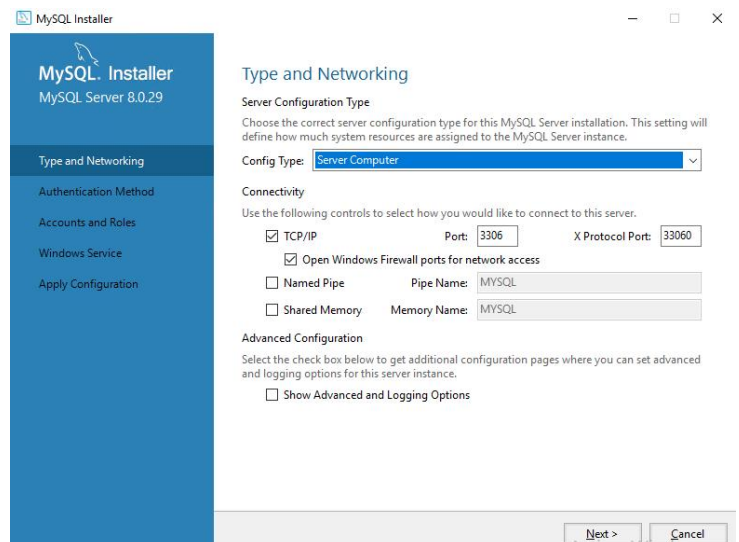 MySQL Installer
MySQL. Installer
MySQL Server 8.0.29
Type and Networking
Authentication Method
Accounts and Roles
Windows Service
Apply Configuration
Type and Networking
Server Configuration Type
Choose the correct server configuration type for this MySQL Server installation. This setting will
define how much system resources are assigned to the MySQL Server instance.
Config Type: Server Computer
Connectivity
Use the following controls to select how you would like to connect to this server.
TCP/IP Port: 3306 X Protocol Port: 33060
Open Windows Firewall ports for network access
Named Pipe Pipe Name: MYSQL
Shared Memory Memory Name: MYSQL
Advanced Configuration
Select the check box below to get additional configuration pages where you can set advanced
and logging options for this server instance.
Show Advanced and Logging Options
Next > Cancel